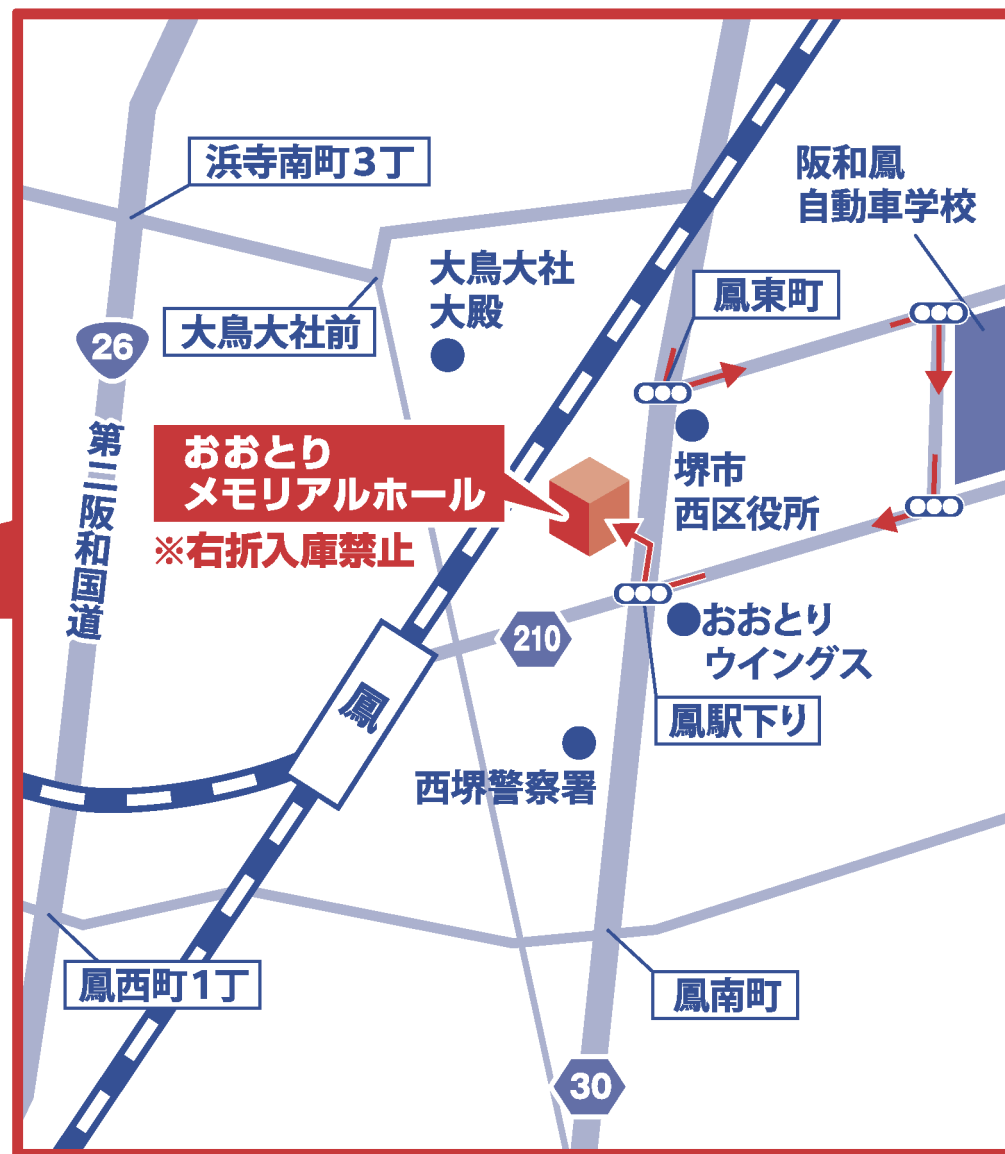 浜寺南町3丁
阪和鳳
自動車学校
大鳥大社
大殿
鳳東町
大鳥大社前
26
第二阪和国道
おおとり
メモリアルホール
※右折入庫禁止
堺市
西区役所
210
おおとり
ウイングス
鳳
鳳駅下り
西堺警察署
鳳西町1丁
鳳南町
30